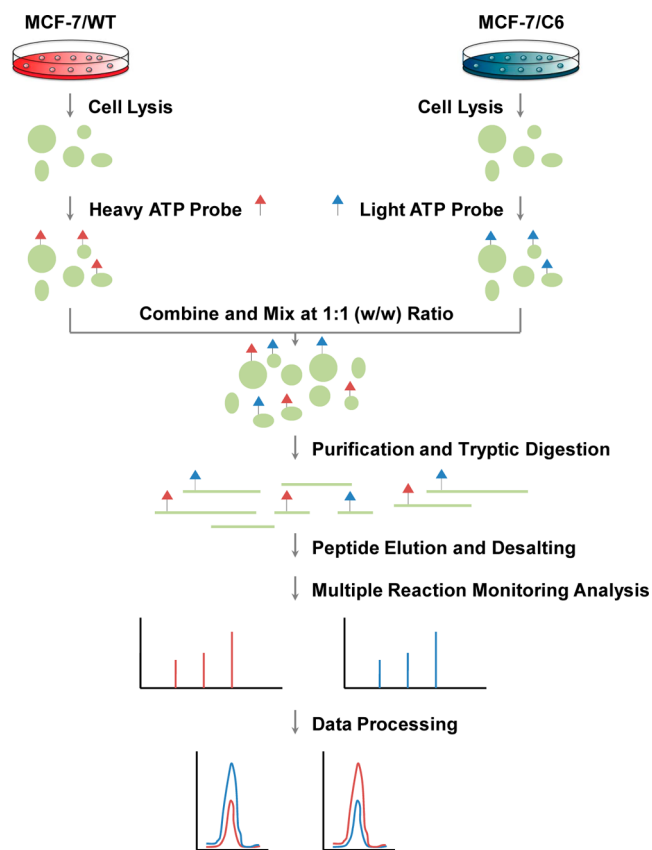 MCF-7/WT
MCF-7/C6
Cell Lysis
Cell Lysis
Heavy ATP Probe
Light ATP Probe
Combine and Mix at 1:1 (w/w) Ratio
Purification and Tryptic Digestion
Peptide Elution and Desalting
Multiple Reaction Monitoring Analysis
Data Processing